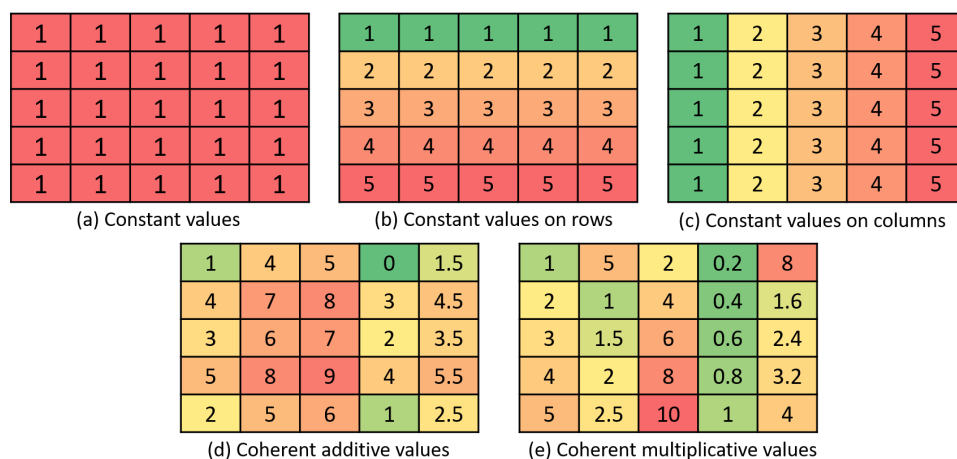 1 1 1 1 1 1 1 1 1 1 1 2 3 4 5
1 1 1 1 1 2 2 2 2 2 1 2 3 4 5
1 1 1 1 1 3 3 3 3 3 1 2 3 4 5
1 1 1 1 1 4 4 4 4 4 1 2 3 4 5
1 1 1 1 1 5 5 5 5 5 1 2 3 4 5
(a) Constant values (b) Constant values on rows (c) Constant values on columns
1 4 5 0 1.5 1 5 2 0.2 8
4 7 8 3 4.5 2 1 4 0.4 1.6
3 6 7 2 3.5 3 1.5 6 0.6 2.4
5 8 9 4 5.5 4 2 8 0.8 3.2
2 5 6 1 2.5 5 2.5 10 1 4
(d) Coherent additive values (e) Coherent multiplicative values